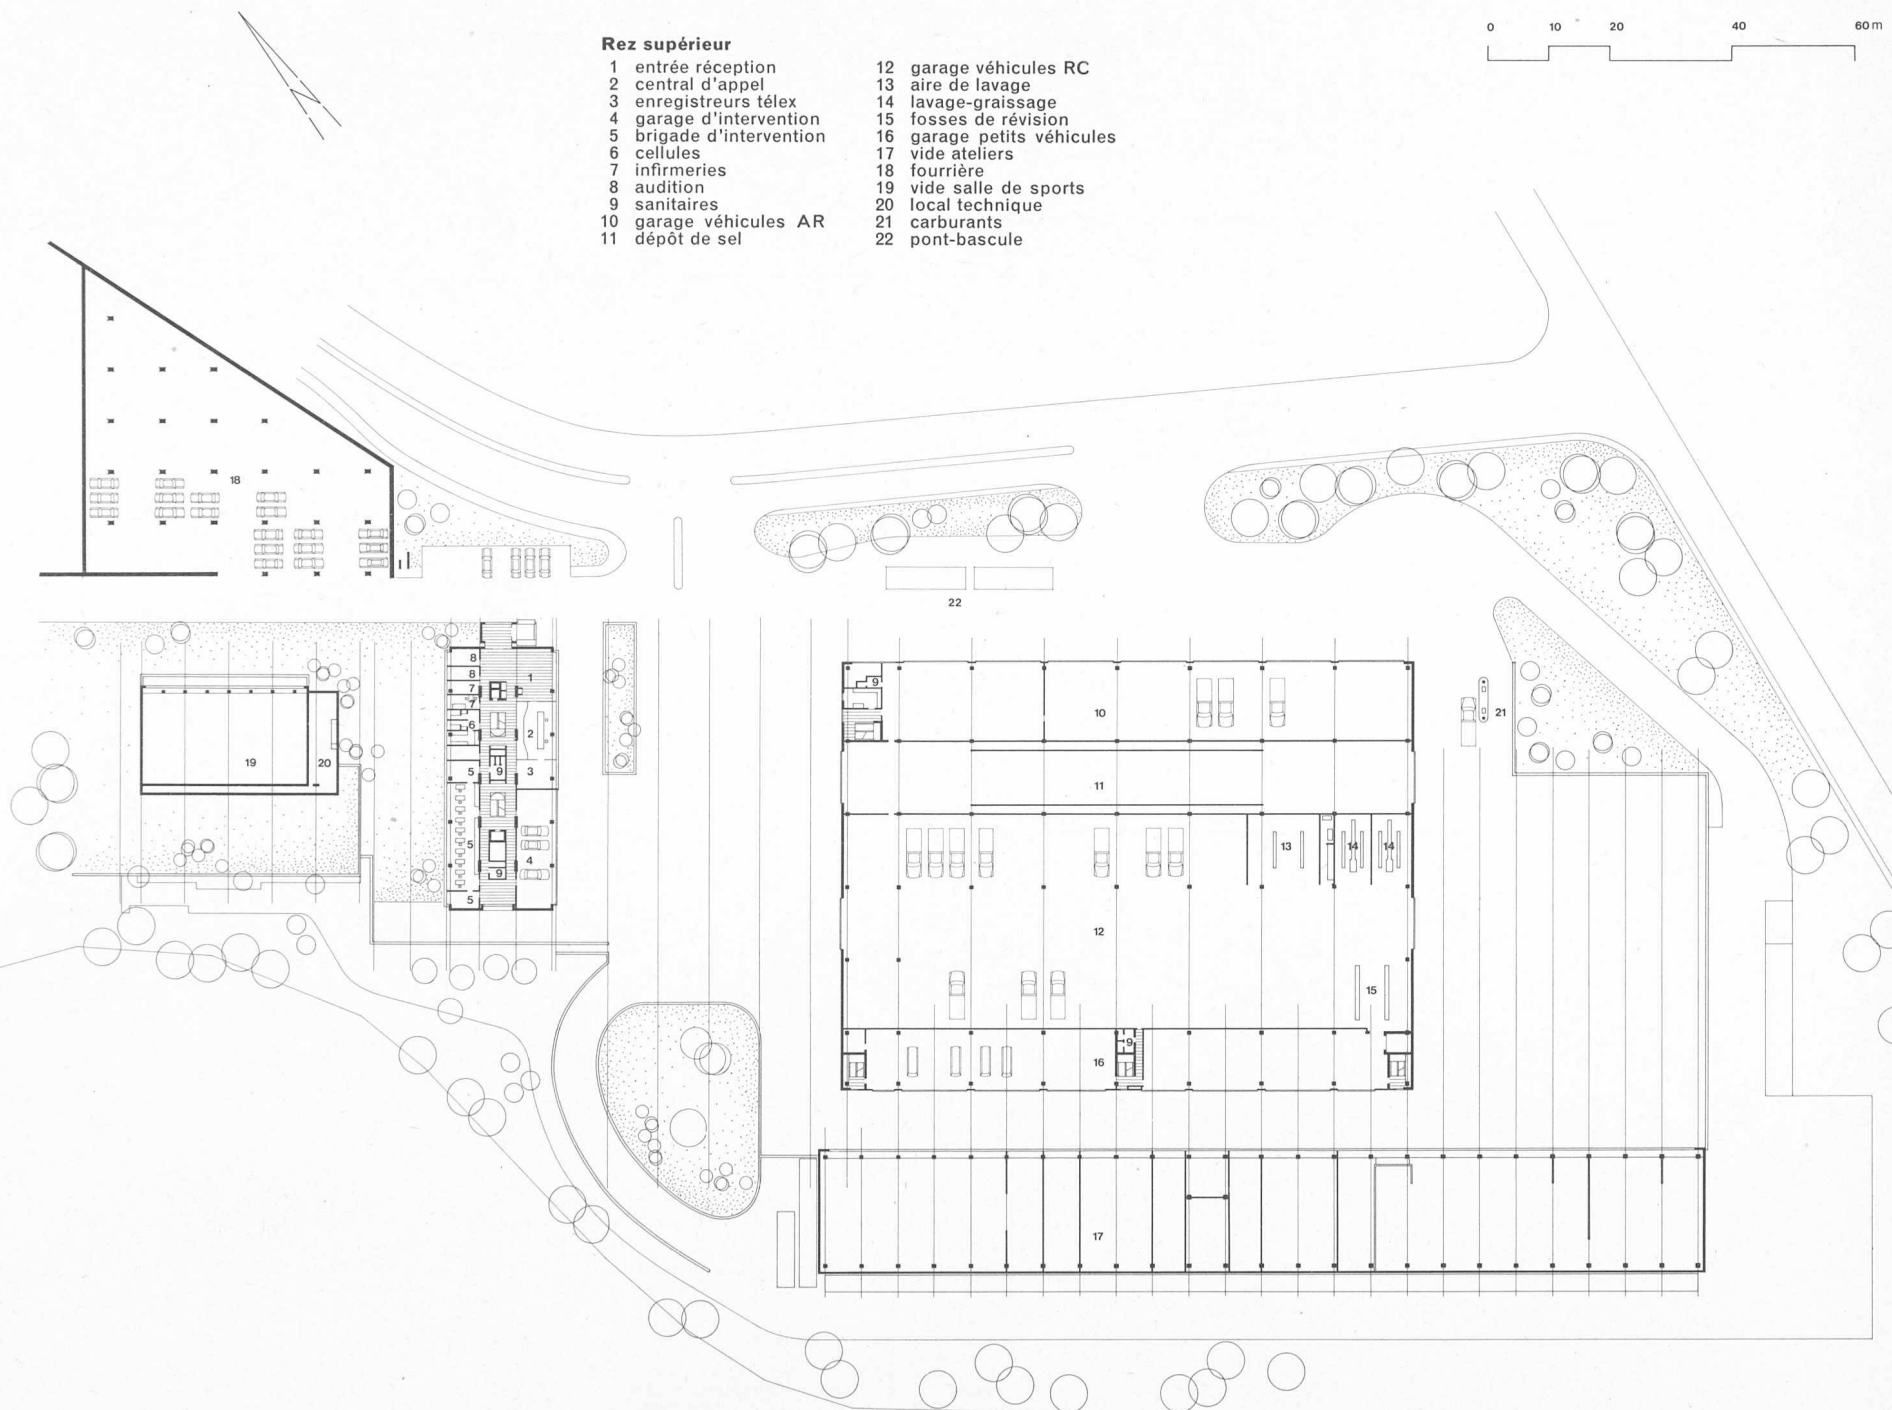 Rez supérieur
1 entrée réception
2 central d'appel
3 enregistreurs télex
4 garage d'intervention
5 brigade d'intervention
6 cellules
7 infirmeries
8 audition
9 sanitaires
10 garage véhicules AR
11 dépôt de sel
12 garage véhicules RC
13 aire de lavage
14 lavage-graissage
15 fosses de révision
16 garage petits véhicules
17 vide ateliers
18 fourrière
19 vide salle de sports
20 local technique
21 carburants
22 pont-bascule
0 10 20 40 60 m
N
18
22
8
8
7
7
6
5
5
5
1
2
3
9
4
9
19
20
9
10
11
13
14
14
12
15
16
9
21
17